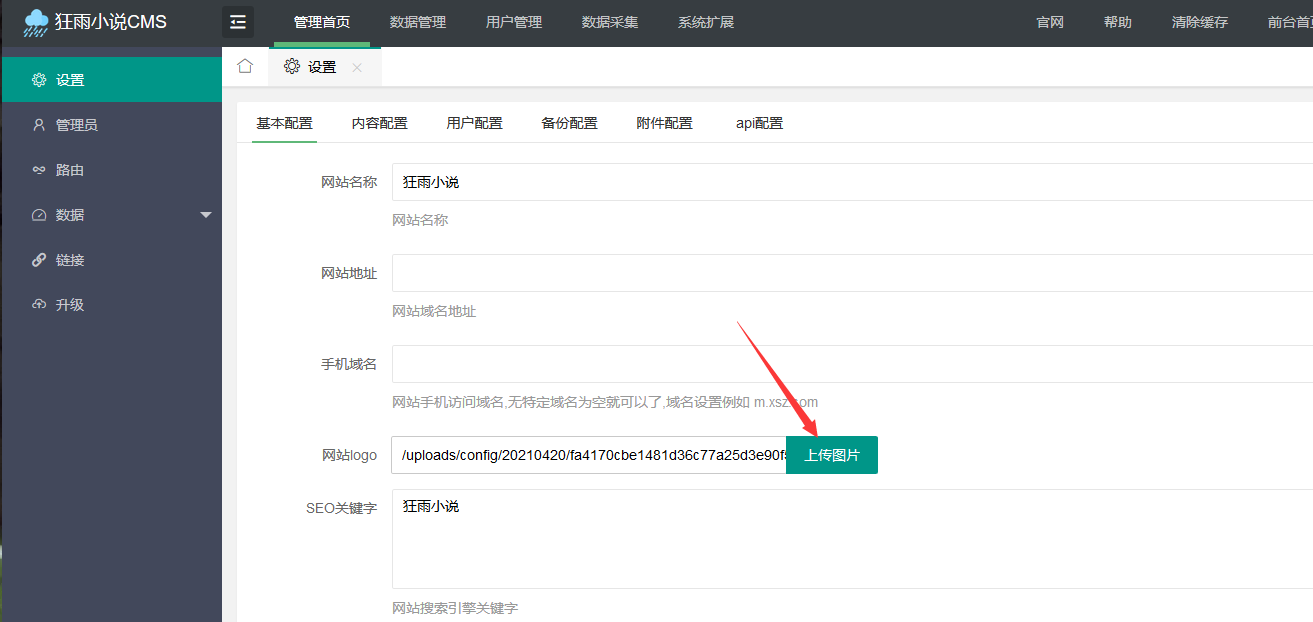 狂雨小说CMS
管理首页 数据管理 用户管理 数据采集 系统扩展 官网 帮助 清除缓存 前台首
设置
管理员
路由
数据
链接
升级
设置
基本配置 内容配置 用户配置 备份配置 附件配置 api配置
网站名称 狂雨小说
网站名称
网站地址
网站域名地址
手机域名
网站手机访问域名,无特定域名为空就可以了,域名设置例如 m.xsz.com
网站logo /uploads/config/20210420/fa4170cbe1481d36c77a25d3e90f 上传图片
SEO关键字 狂雨小说
网站搜索引擎关键字